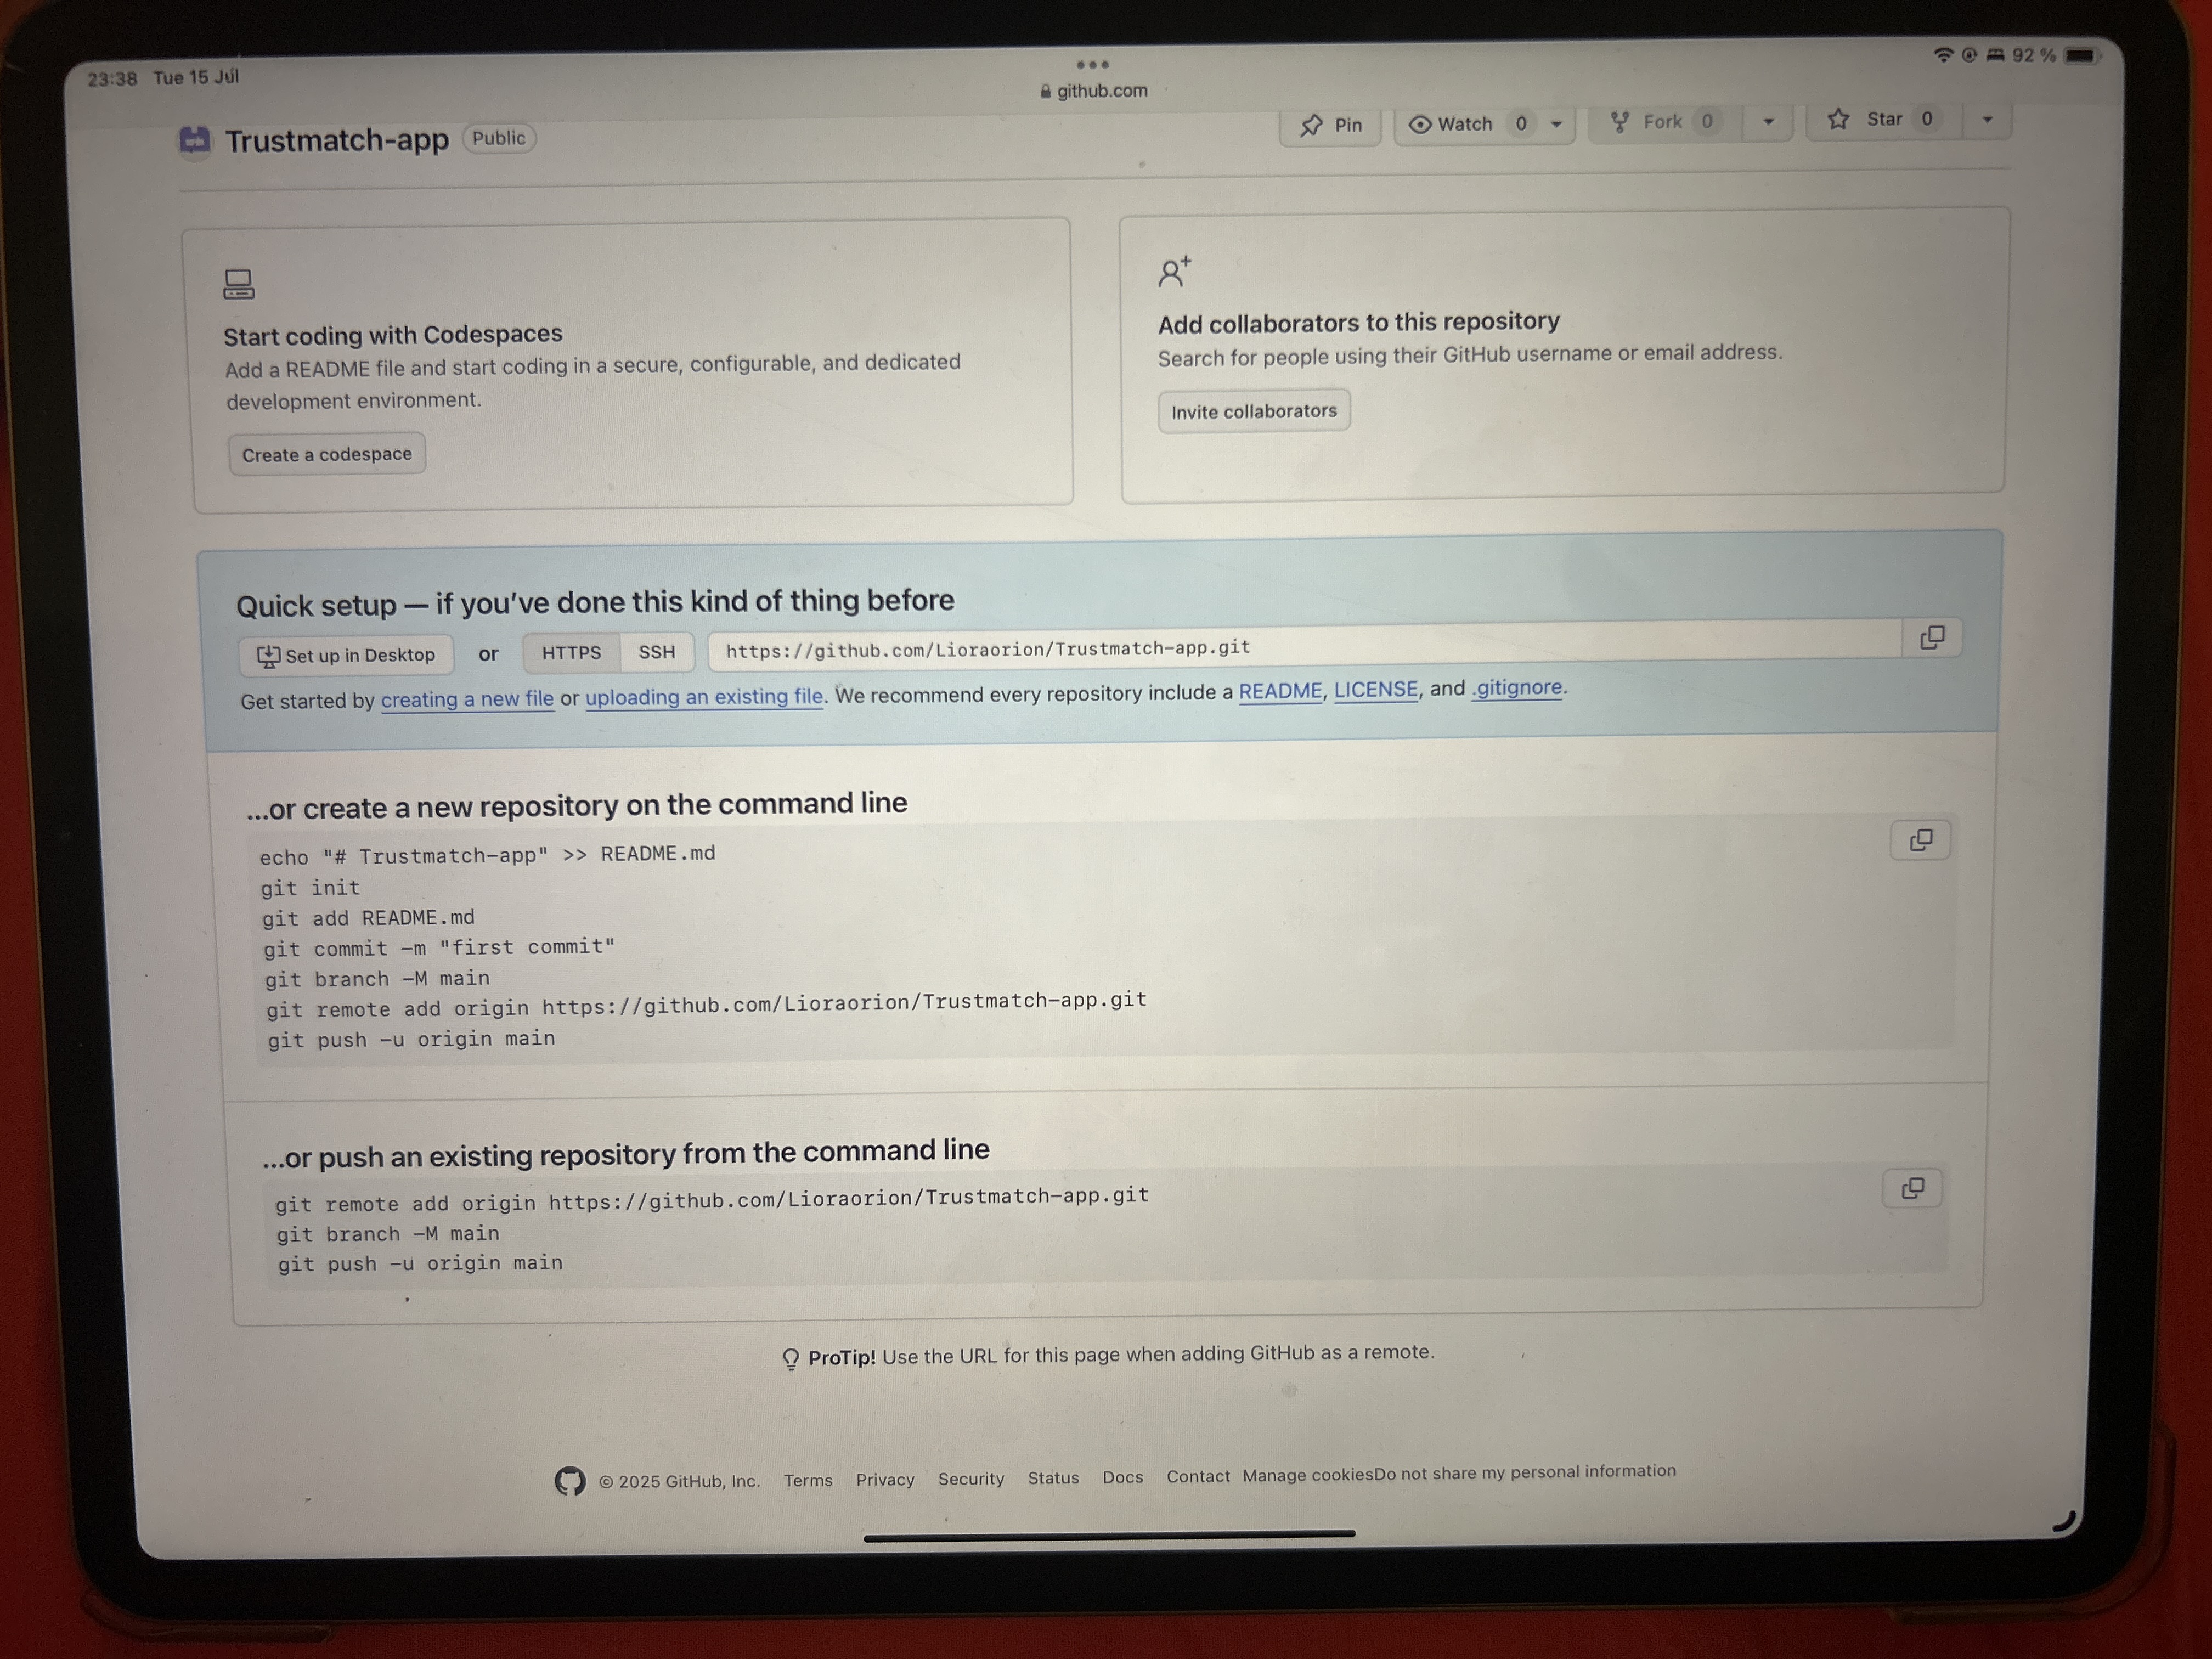 23:38 Tue 15 Jul
github.com
92 %
Trustmatch-app Public
Pin
Watch 0
Fork 0
Star 0
Start coding with Codespaces
Add a README file and start coding in a secure, configurable, and dedicated
development environment.
Create a codespace
Add collaborators to this repository
Search for people using their GitHub username or email address.
Invite collaborators
Quick setup — if you've done this kind of thing before
Set up in Desktop or HTTPS SSH https://github.com/Lioraorion/Trustmatch-app.git
Get started by creating a new file or uploading an existing file. We recommend every repository include a README, LICENSE, and .gitignore.
...or create a new repository on the command line
echo "# Trustmatch-app" >> README.md
git init
git add README.md
git commit -m "first commit"
git branch -M main
git remote add origin https://github.com/Lioraorion/Trustmatch-app.git
git push -u origin main
...or push an existing repository from the command line
git remote add origin https://github.com/Lioraorion/Trustmatch-app.git
git branch -M main
git push -u origin main
ProTip! Use the URL for this page when adding GitHub as a remote.
© 2025 GitHub, Inc. Terms Privacy Security Status Docs Contact Manage cookiesDo not share my personal information